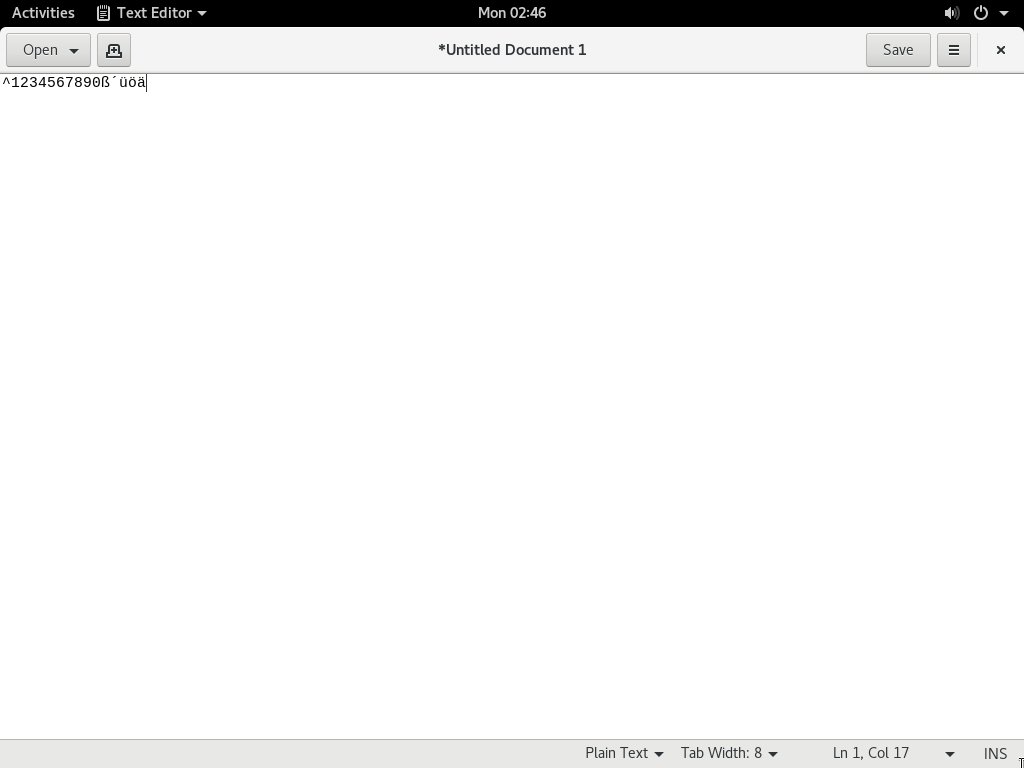 Activities Text Editor Mon 02:46
Open *Untitled Document 1 Save
^1234567890ß´üöä
Plain Text Tab Width: 8 Ln 1, Col 17 INS